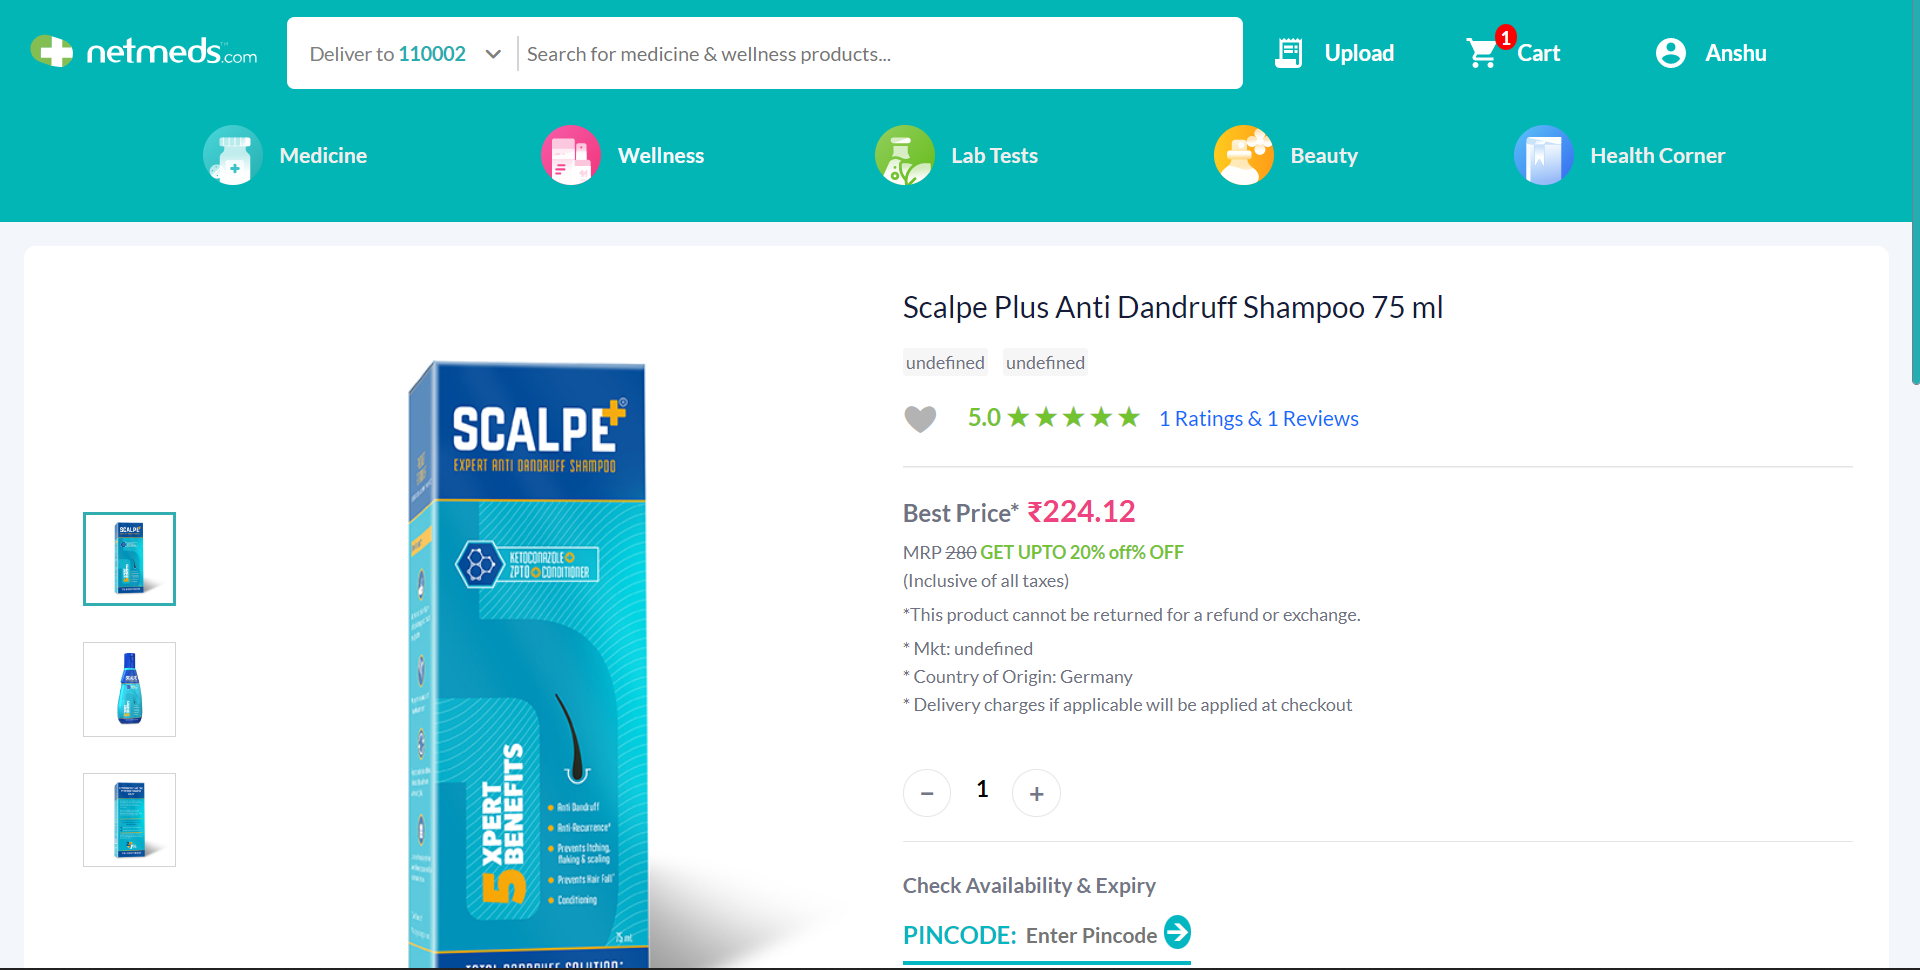 netmeds.com
Deliver to 110002
Search for medicine & wellness products...
Upload
1
Cart
Anshu
Medicine
Wellness
Lab Tests
Beauty
Health Corner
Scalpe Plus Anti Dandruff Shampoo 75 ml
undefined undefined
5.0 ★★★★★ 1 Ratings & 1 Reviews
Best Price* ₹224.12
MRP 280 GET UPTO 20% off% OFF
(Inclusive of all taxes)
*This product cannot be returned for a refund or exchange.
* Mkt: undefined
* Country of Origin: Germany
* Delivery charges if applicable will be applied at checkout
− 1 +
Check Availability & Expiry
PINCODE: Enter Pincode
SCALPE+®
EXPERT ANTI DANDRUFF SHAMPOO
KETOCONAZOLE+
ZPTO+CONDITIONER
5 XPERT
BENEFITS
Anti Dandruff
Anti-Recurrence*
Prevents Itching,
flaking & scaling
Prevents Hair Fall*
Conditioning
75 ml
SCALPE
SCALPE